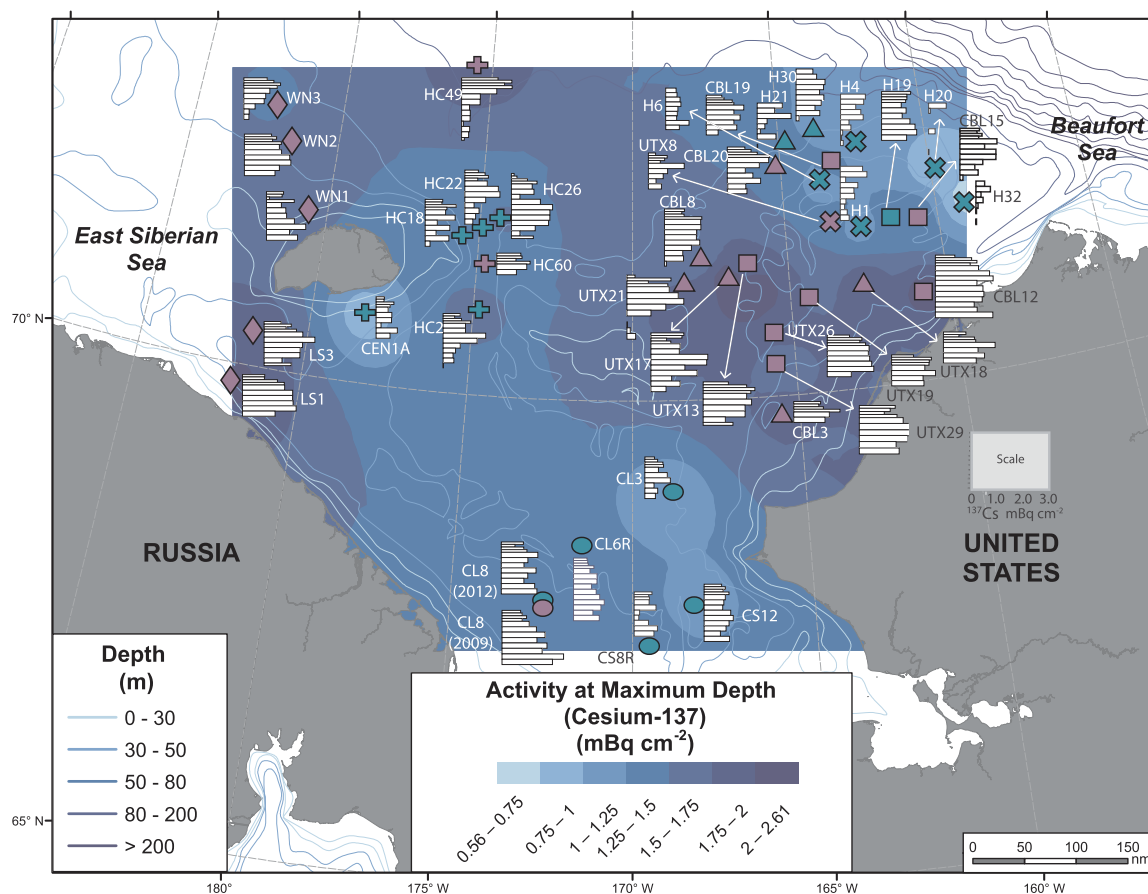 WN3
WN2
WN1
HC49
HC22
HC26
HC18
HC60
HC2
CEN1A
LS3
LS1
East Siberian
Sea
H6
CBL19
H30
H21
H4
H19
H20
CBL15
Beaufort
Sea
UTX8
CBL20
H1
H32
CBL8
UTX21
CBL12
UTX17
UTX26
UTX18
UTX19
UTX13
CBL3
UTX29
70° N
CL3
Scale
0 1.0 2.0 3.0
¹³⁷Cs mBq cm⁻²
RUSSIA
UNITED
STATES
CL6R
CL8
(2012)
CL8
(2009)
CS12
CS8R
Depth
(m)
0 - 30
30 - 50
50 - 80
80 - 200
> 200
Activity at Maximum Depth
(Cesium-137)
(mBq cm⁻²)
0.56 – 0.75
0.75 – 1
1 – 1.25
1.25 – 1.5
1.5 – 1.75
1.75 – 2
2 – 2.61
65° N
0 50 100 150
nm
180° 175° W 170° W 165° W 160° W